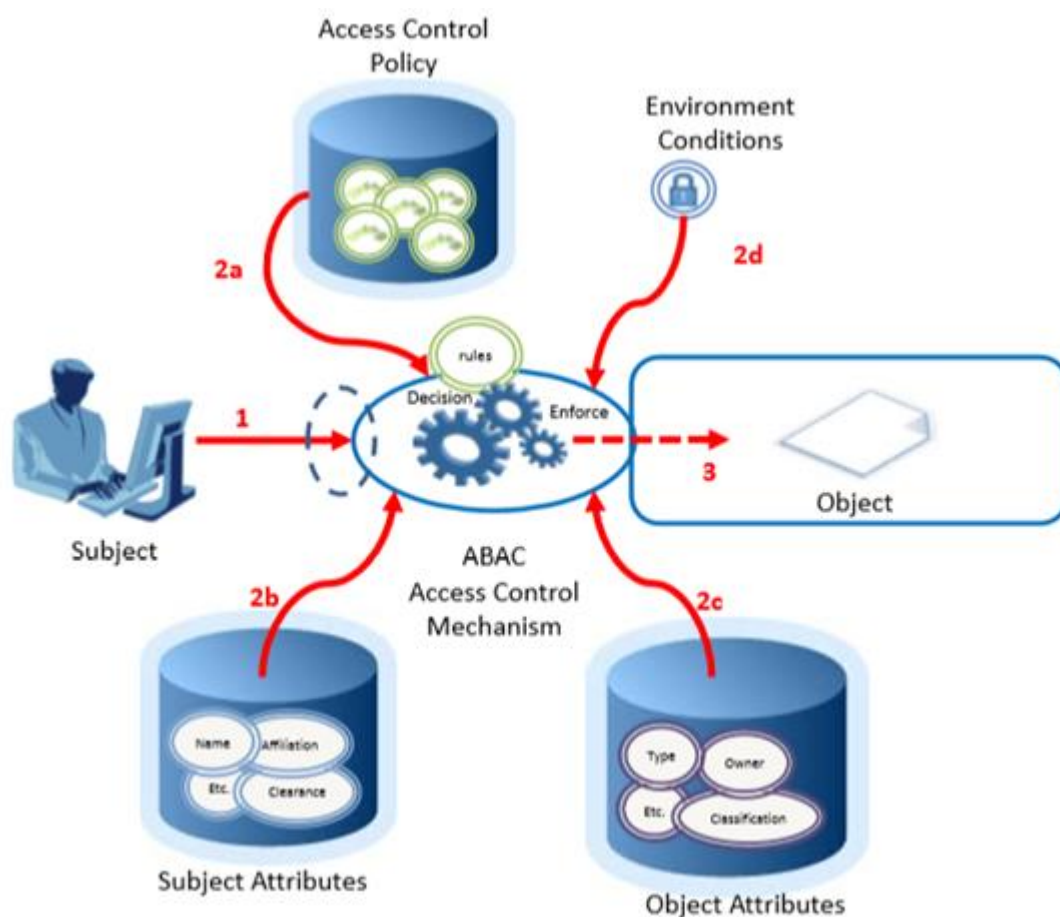 Access Control
Policy
Environment
Conditions
2a
2d
rules
Decision
Enforce
1
3
Subject
Object
ABAC
Access Control
Mechanism
2b
2c
Name
Affiliation
Etc.
Clearance
Type
Owner
Etc.
Classification
Subject Attributes
Object Attributes